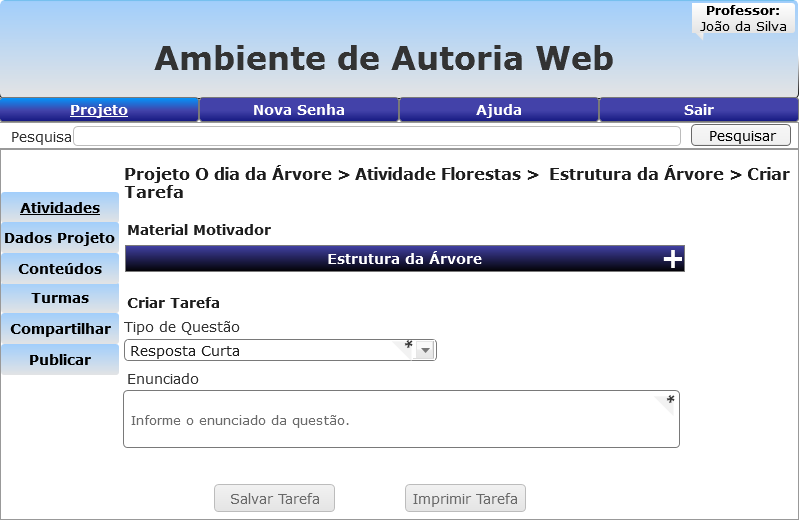 Professor:
João da Silva
Ambiente de Autoria Web
Projeto Nova Senha Ajuda Sair
Pesquisa Pesquisar
Projeto O dia da Árvore > Atividade Florestas > Estrutura da Árvore > Criar
Tarefa
Atividades
Dados Projeto
Conteúdos
Turmas
Compartilhar
Publicar
Material Motivador
Estrutura da Árvore +
Criar Tarefa
Tipo de Questão
Resposta Curta *
Enunciado
*
Informe o enunciado da questão.
Salvar Tarefa Imprimir Tarefa